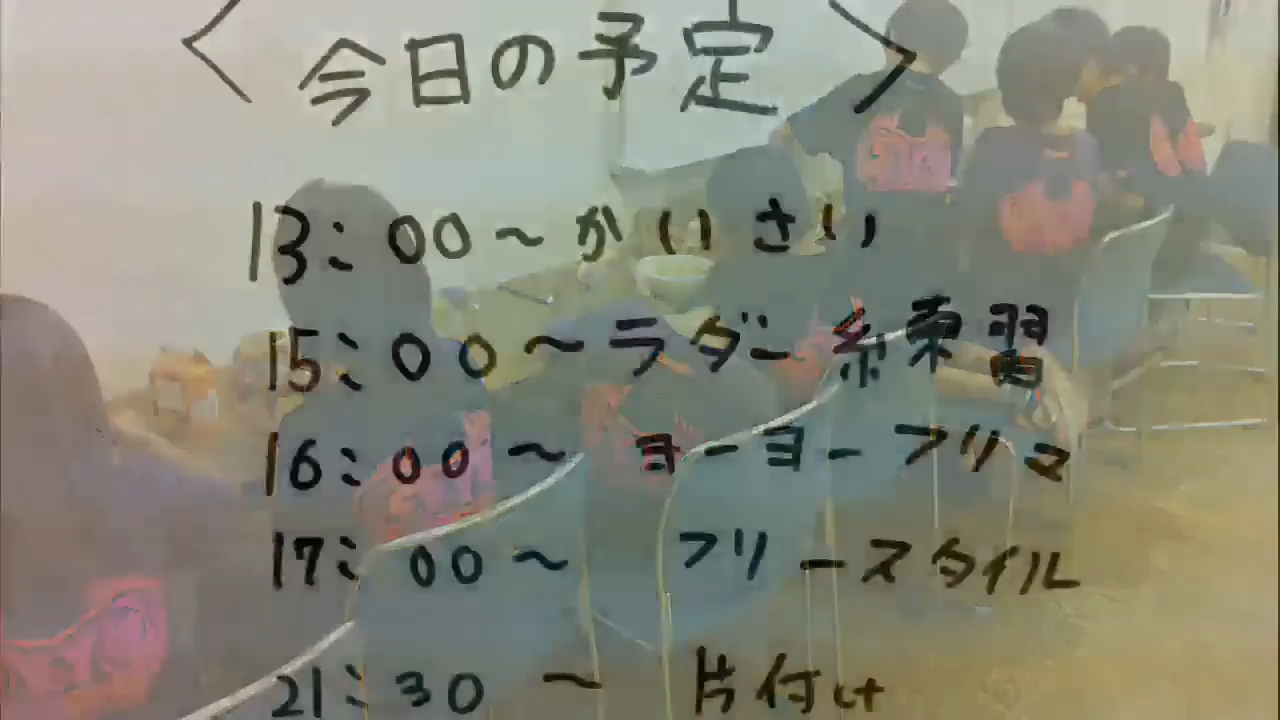 〈今日の予定〉
13:00〜かいさい
15:00〜ラダー練習
16:00〜ヨーヨーフリマ
17:00〜フリースタイル
21:30〜片付け